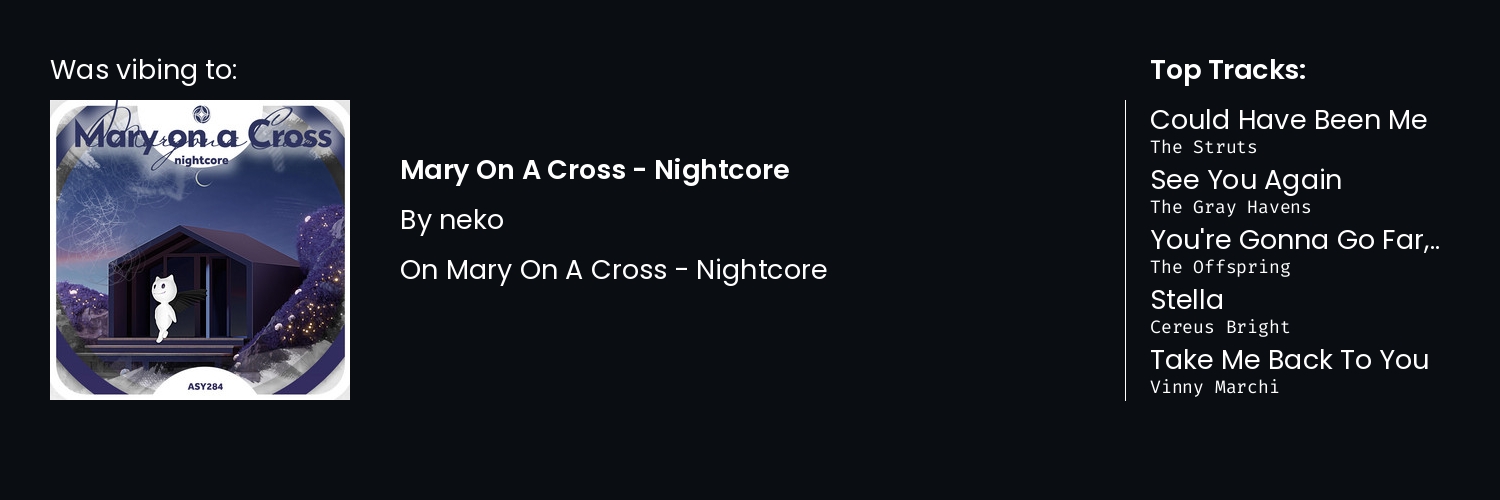 Was vibing to:
Mary on a Cross
nightcore
ASY284
Mary On A Cross - Nightcore
By neko
On Mary On A Cross - Nightcore
Top Tracks:
Could Have Been Me
The Struts
See You Again
The Gray Havens
You're Gonna Go Far,..
The Offspring
Stella
Cereus Bright
Take Me Back To You
Vinny Marchi